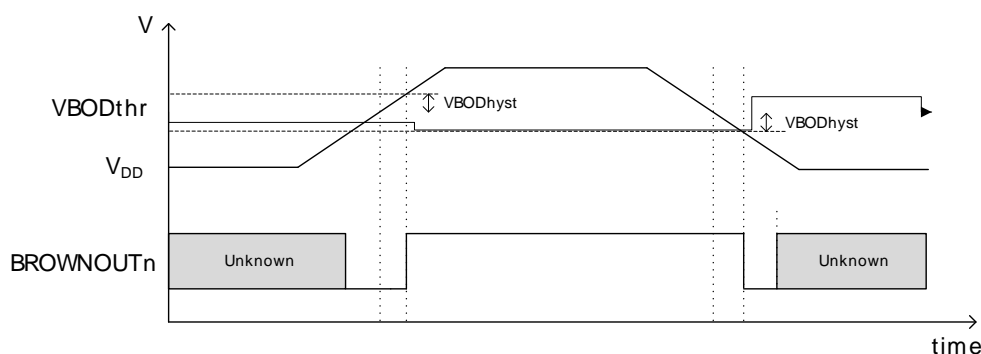 V
VBODthr
VBODhyst
VBODhyst
VDD
BROWNOUTn
Unknown
Unknown
time